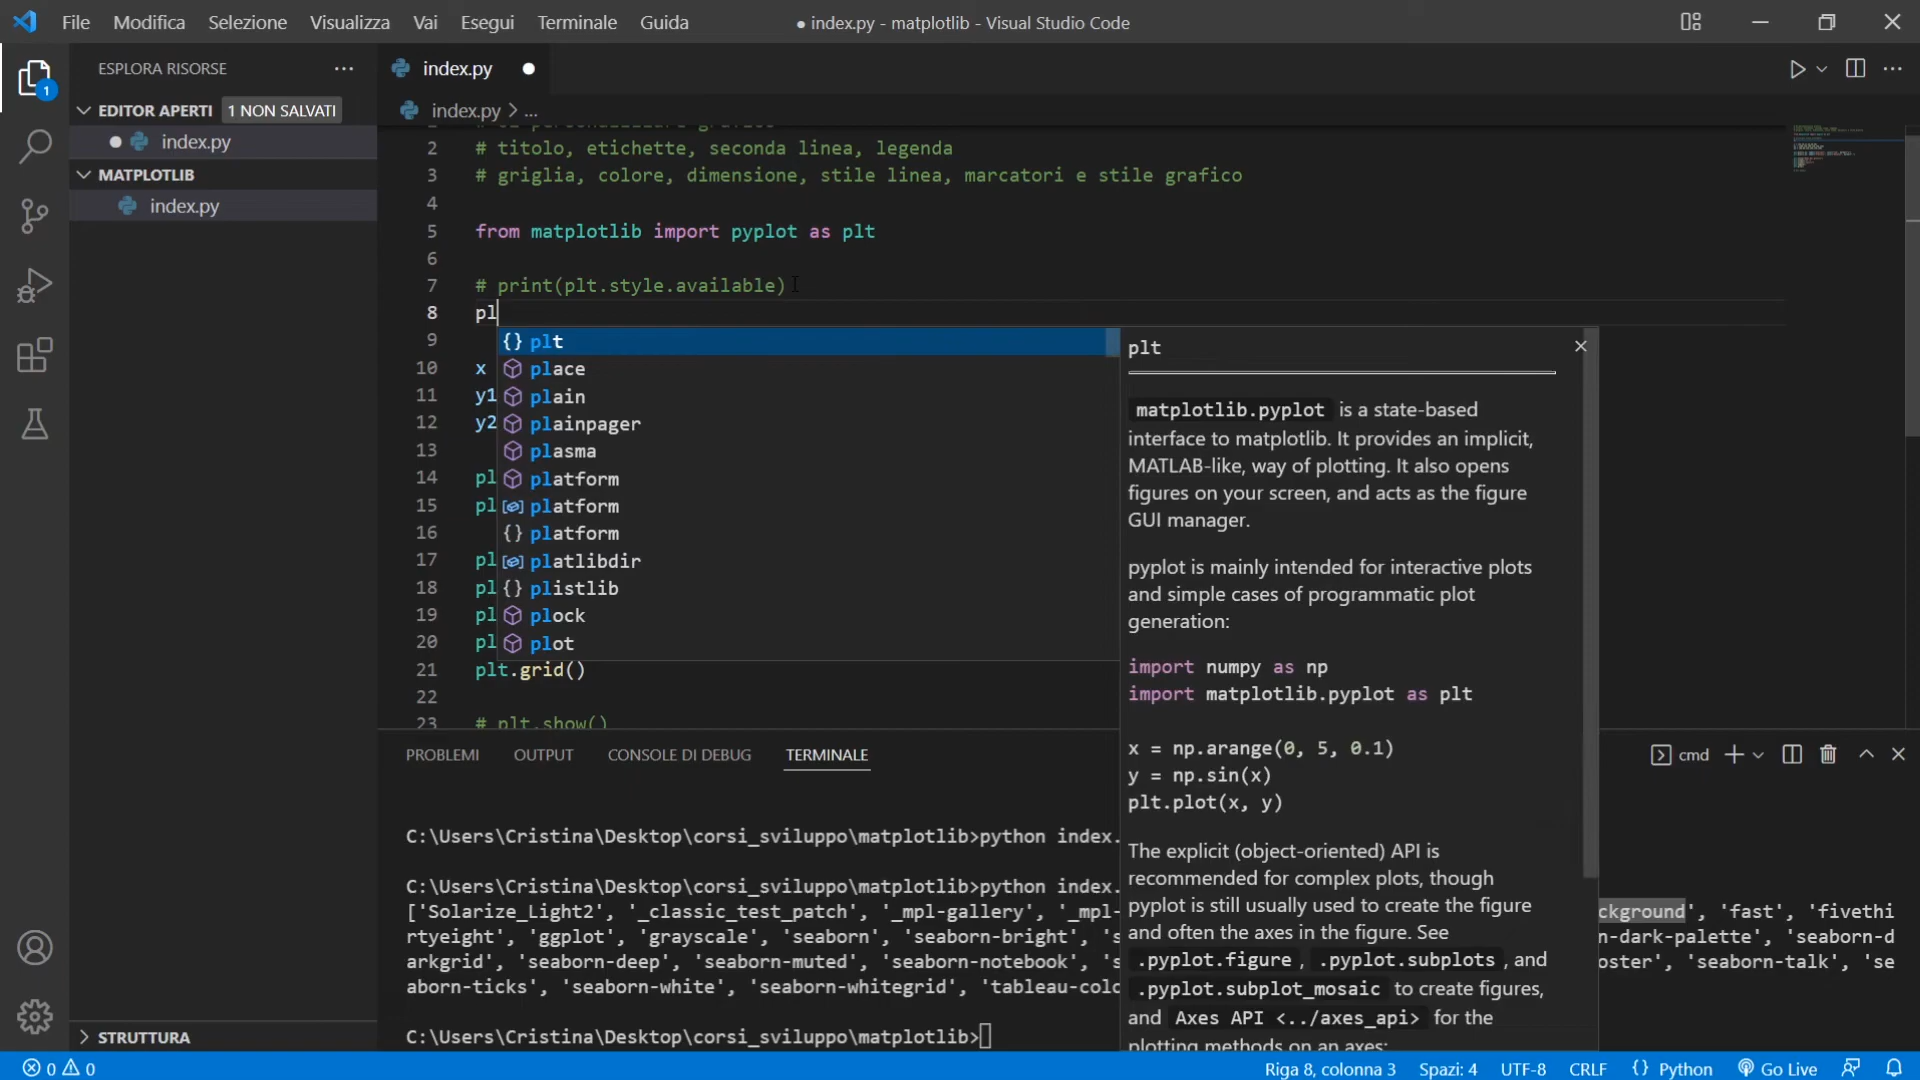 File Modifica Selezione Visualizza Vai Esegui Terminale Guida ● index.py - matplotlib - Visual Studio Code
ESPLORA RISORSE ...
index.py
1
EDITOR APERTI 1 NON SALVATI
index.py > ...
index.py
MATPLOTLIB
index.py
2 # titolo, etichette, seconda linea, legenda
3 # griglia, colore, dimensione, stile linea, marcatori e stile grafico
4
5 from matplotlib import pyplot as plt
6
7 # print(plt.style.available)
8 pl
9
10 x
11 y1
12 y2
13
14 pl
15 pl
16
17 pl
18 pl
19 pl
20 pl
21 plt.grid()
22
23 # plt.show()
{} plt
place
plain
plainpager
plasma
platform
platform
{} platform
platlibdir
{} plistlib
plock
plot
plt
matplotlib.pyplot is a state-based
interface to matplotlib. It provides an implicit,
MATLAB-like, way of plotting. It also opens
figures on your screen, and acts as the figure
GUI manager.
pyplot is mainly intended for interactive plots
and simple cases of programmatic plot
generation:
import numpy as np
import matplotlib.pyplot as plt
x = np.arange(0, 5, 0.1)
y = np.sin(x)
plt.plot(x, y)
The explicit (object-oriented) API is
recommended for complex plots, though
pyplot is still usually used to create the figure
and often the axes in the figure. See
.pyplot.figure, .pyplot.subplots, and
.pyplot.subplot_mosaic to create figures,
and Axes API <../axes_api> for the
plotting methods on an axes:
PROBLEMI OUTPUT CONSOLE DI DEBUG TERMINALE
cmd
C:\Users\Cristina\Desktop\corsi_sviluppo\matplotlib>python index.
C:\Users\Cristina\Desktop\corsi_sviluppo\matplotlib>python index.
['Solarize_Light2', '_classic_test_patch', '_mpl-gallery', '_mpl- ckground', 'fast', 'fivethi
rtyeight', 'ggplot', 'grayscale', 'seaborn', 'seaborn-bright', 's n-dark-palette', 'seaborn-d
arkgrid', 'seaborn-deep', 'seaborn-muted', 'seaborn-notebook', 's oster', 'seaborn-talk', 'se
aborn-ticks', 'seaborn-white', 'seaborn-whitegrid', 'tableau-colo
C:\Users\Cristina\Desktop\corsi_sviluppo\matplotlib>
STRUTTURA
0 0 Riga 8, colonna 3 Spazi: 4 UTF-8 CRLF {} Python Go Live